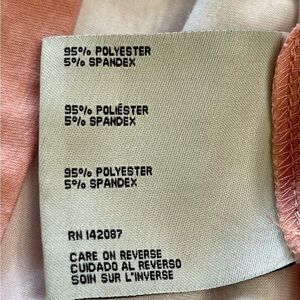 95% POLYESTER
5% SPANDEX
95% POLIÉSTER
5% SPANDEX
95% POLYESTER
5% SPANDEX
RN 142087
CARE ON REVERSE
CUIDADO AL REVERSO
SOIN SUR L'INVERSE